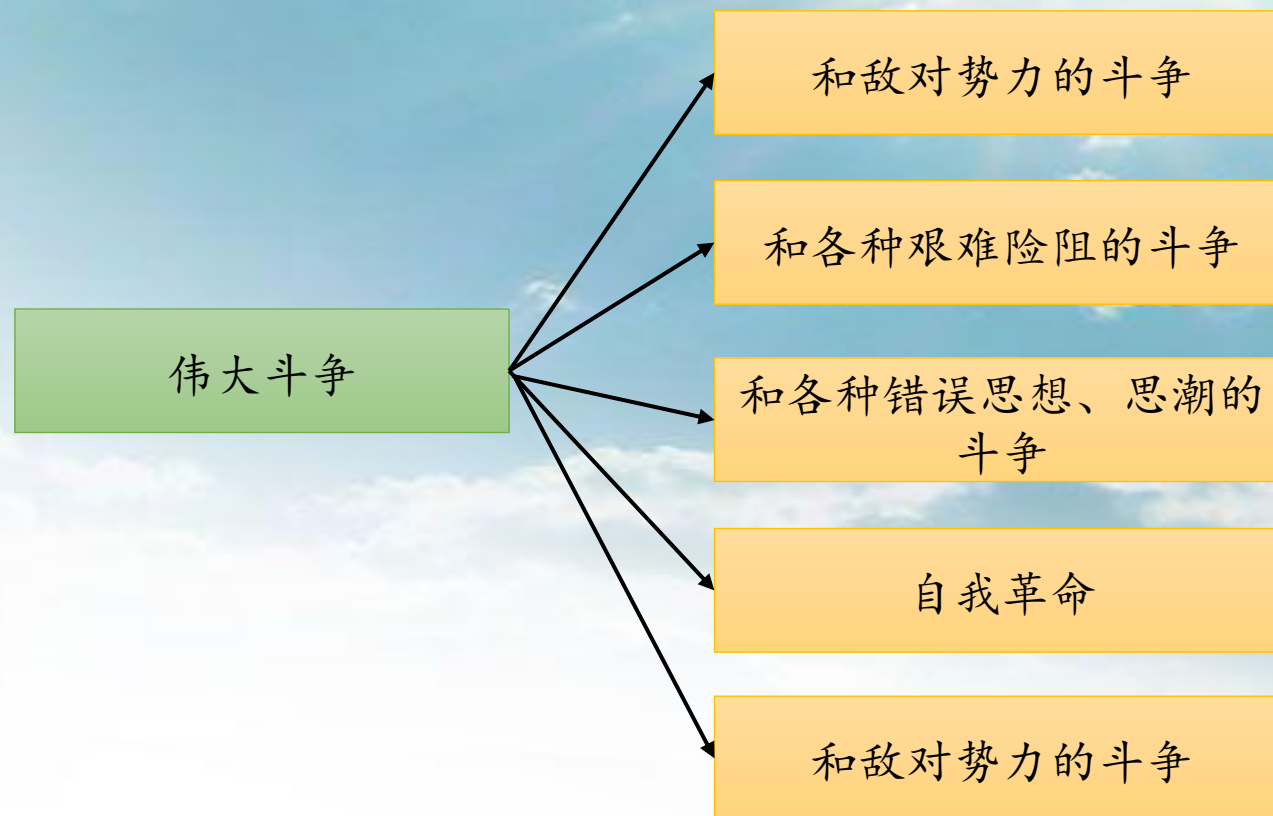 和敌对势力的斗争
和各种艰难险阻的斗争
伟大斗争
和各种错误思想、思潮的
斗争
自我革命
和敌对势力的斗争